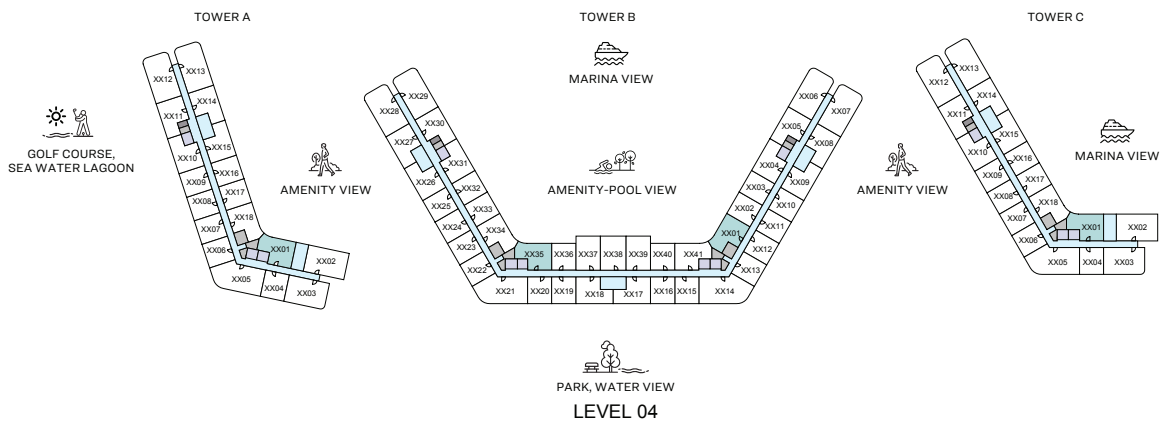 TOWER A
TOWER B
TOWER C
MARINA VIEW
GOLF COURSE,
SEA WATER LAGOON
AMENITY VIEW
AMENITY-POOL VIEW
AMENITY VIEW
MARINA VIEW
XX12
XX13
XX11
XX14
XX10
XX15
XX09
XX16
XX08
XX17
XX07
XX18
XX06
XX01
XX02
XX05
XX04
XX03
XX29
XX28
XX30
XX27
XX31
XX26
XX32
XX25
XX33
XX24
XX34
XX23
XX22
XX35
XX36
XX37
XX38
XX39
XX40
XX41
XX21
XX20
XX19
XX18
XX17
XX16
XX15
XX14
XX06
XX07
XX05
XX08
XX04
XX09
XX03
XX10
XX02
XX11
XX01
XX12
XX13
XX12
XX13
XX11
XX14
XX10
XX15
XX09
XX16
XX08
XX17
XX07
XX18
XX06
XX01
XX02
XX05
XX04
XX03
PARK, WATER VIEW
LEVEL 04